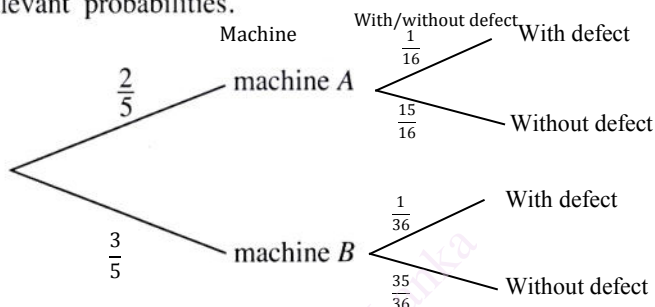 levant probabilities.
Machine
With/without defect
2/5
machine A
1/16
With defect
15/16
Without defect
3/5
machine B
1/36
With defect
35/36
Without defect